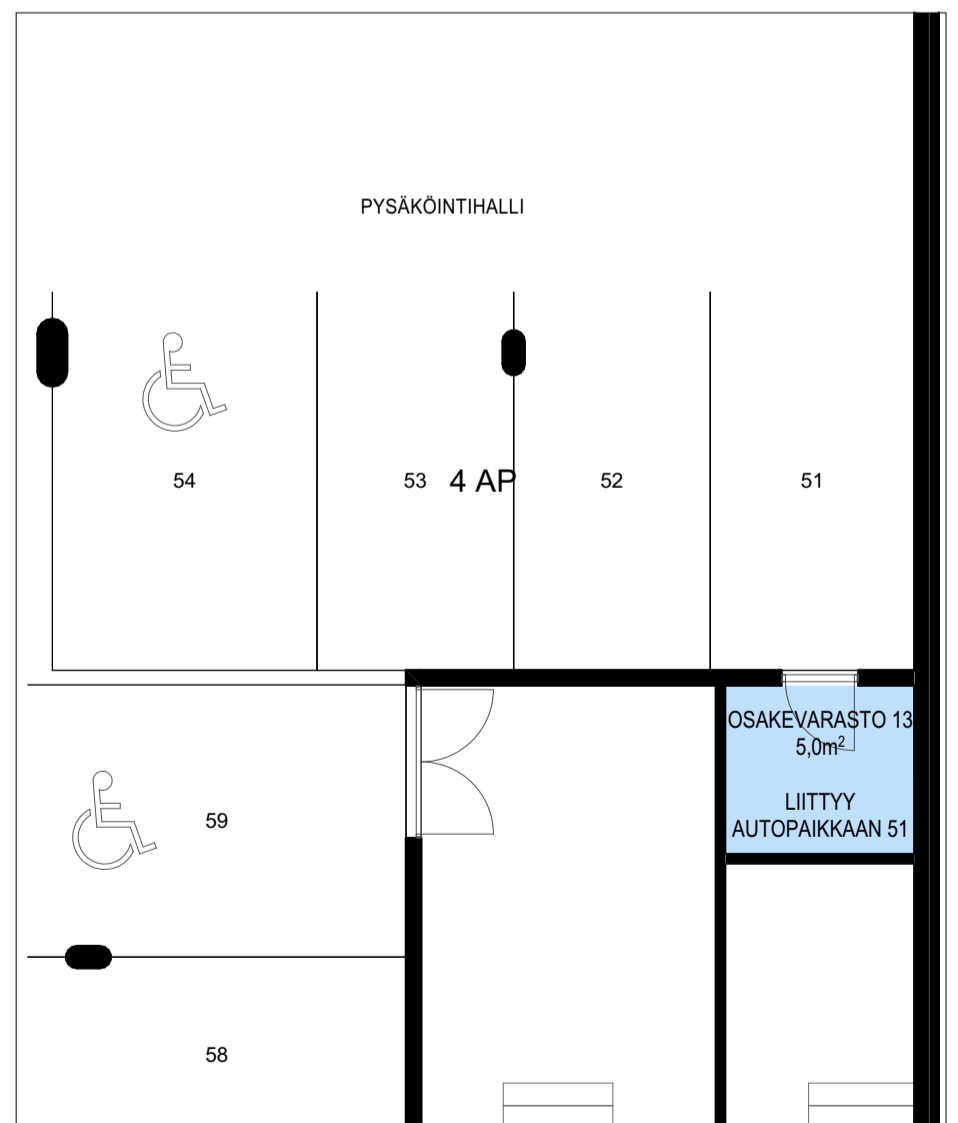 PYSÄKÖINTIHALLI
54
53
4 AP
52
51
OSAKEVARASTO 13
5,0m²
LIITTYY
AUTOPAIKKAAN 51
59
58